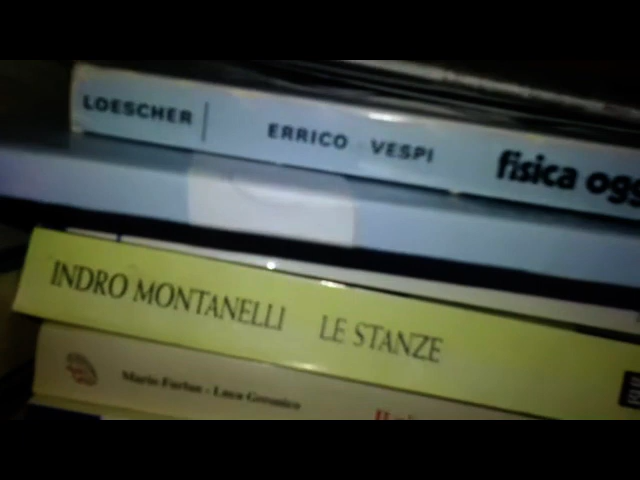 LOESCHER ERRICO VESPI fisica ogg
INDRO MONTANELLI LE STANZE
Mario Furlan - Luca Geronico